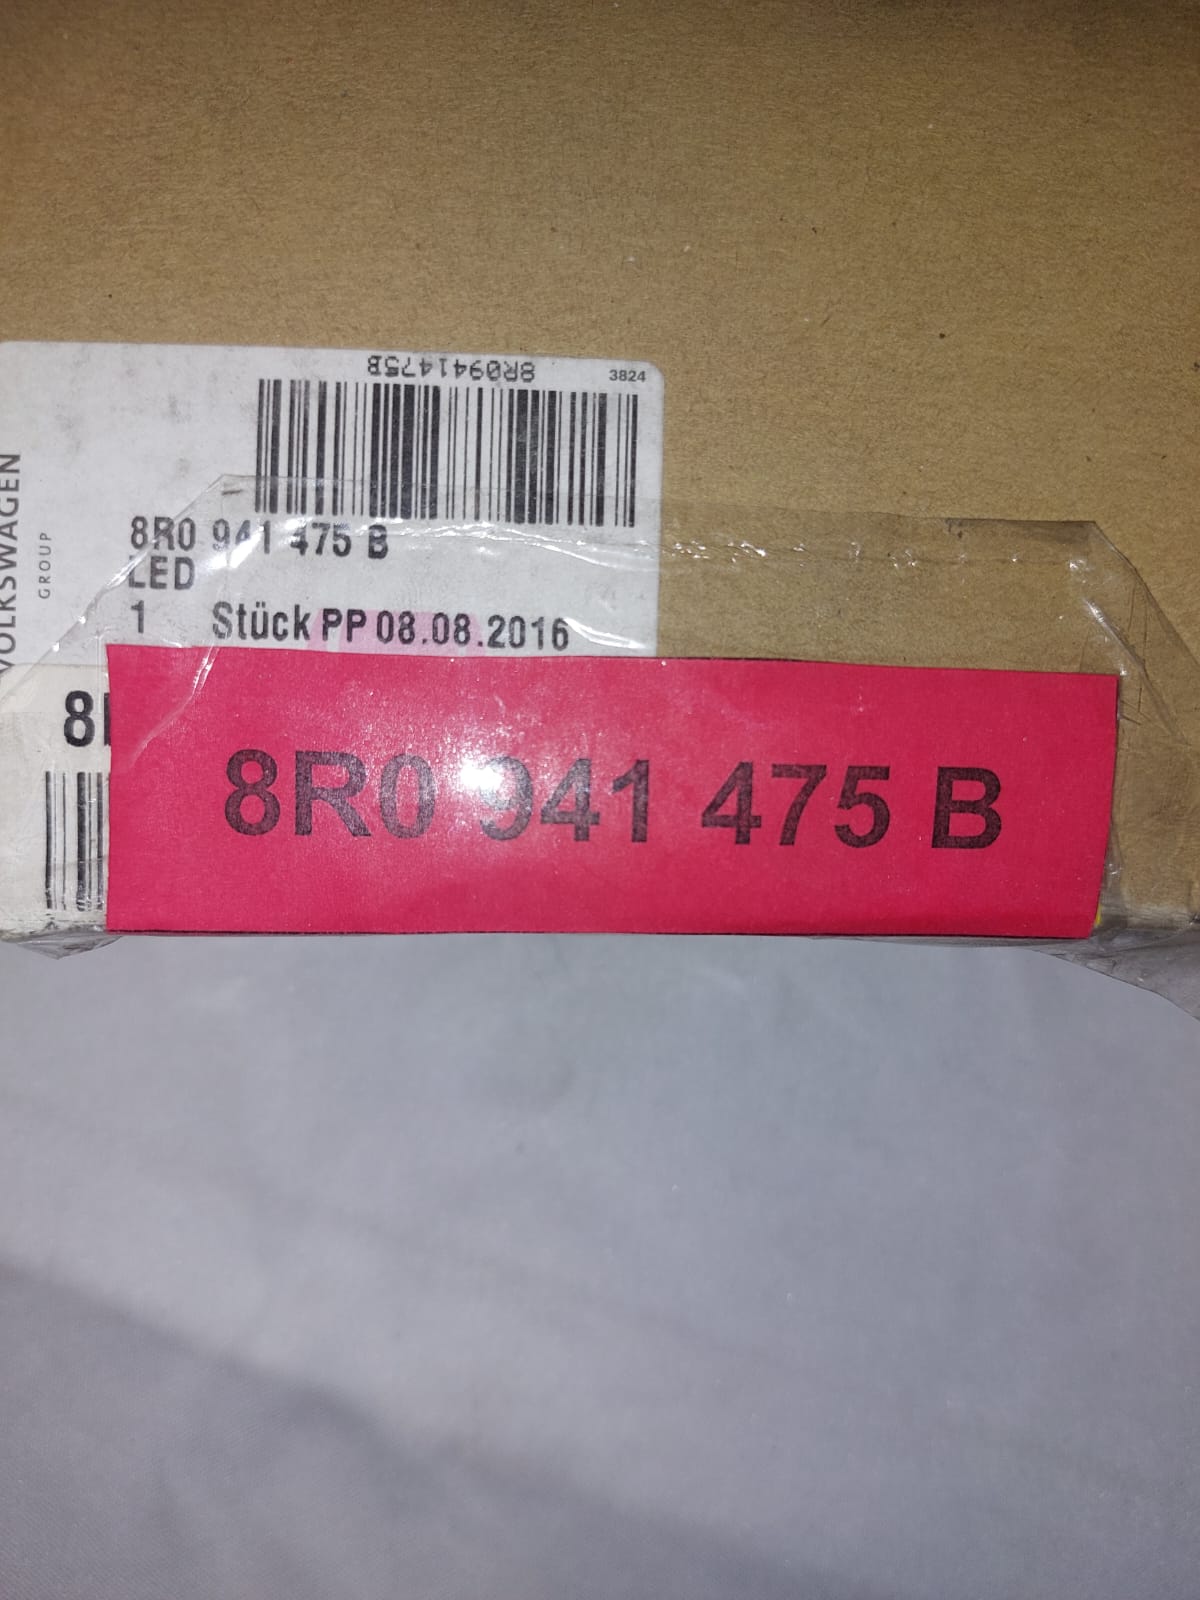 8R0941475B
3824
VOLKSWAGEN
GROUP
8R0 941 475 B
LED
1 Stück PP 08.08.2016
8R0 941 475 B